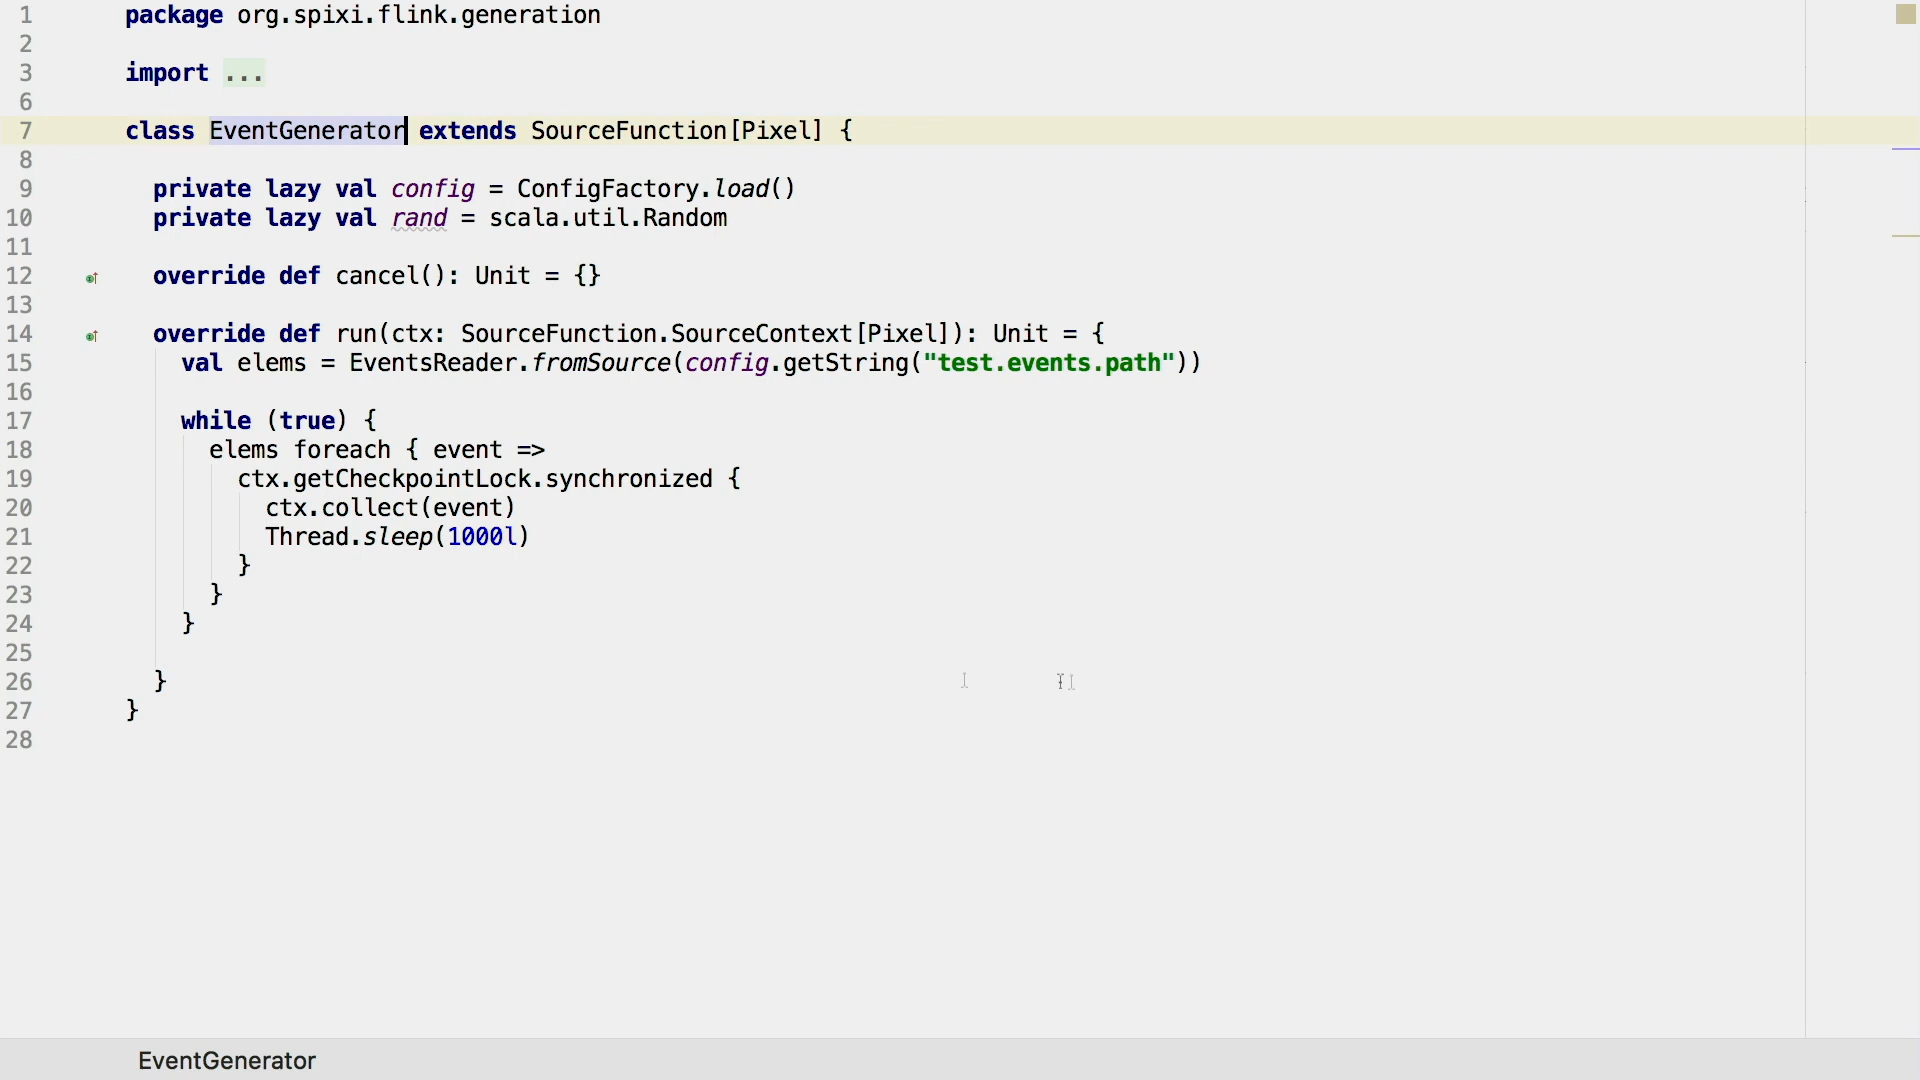 1 package org.spixi.flink.generation
2
3 import ...
6
7 class EventGenerator extends SourceFunction[Pixel] {
8
9 private lazy val config = ConfigFactory.load()
10 private lazy val rand = scala.util.Random
11
12 override def cancel(): Unit = {}
13
14 override def run(ctx: SourceFunction.SourceContext[Pixel]): Unit = {
15 val elems = EventsReader.fromSource(config.getString("test.events.path"))
16
17 while (true) {
18 elems foreach { event =>
19 ctx.getCheckpointLock.synchronized {
20 ctx.collect(event)
21 Thread.sleep(1000l)
22 }
23 }
24 }
25
26 }
27 }
28
EventGenerator